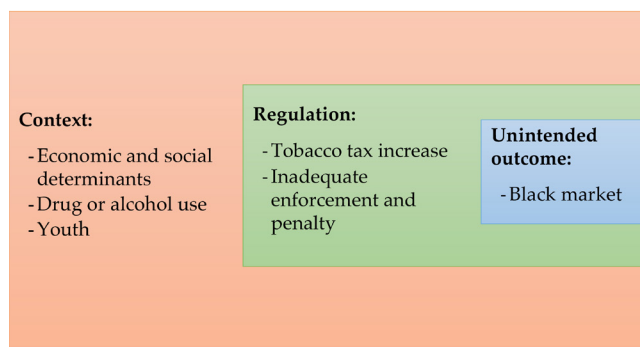 Context:
- Economic and social
determinants
- Drug or alcohol use
- Youth
Regulation:
- Tobacco tax increase
- Inadequate
enforcement and
penalty
Unintended
outcome:
- Black market